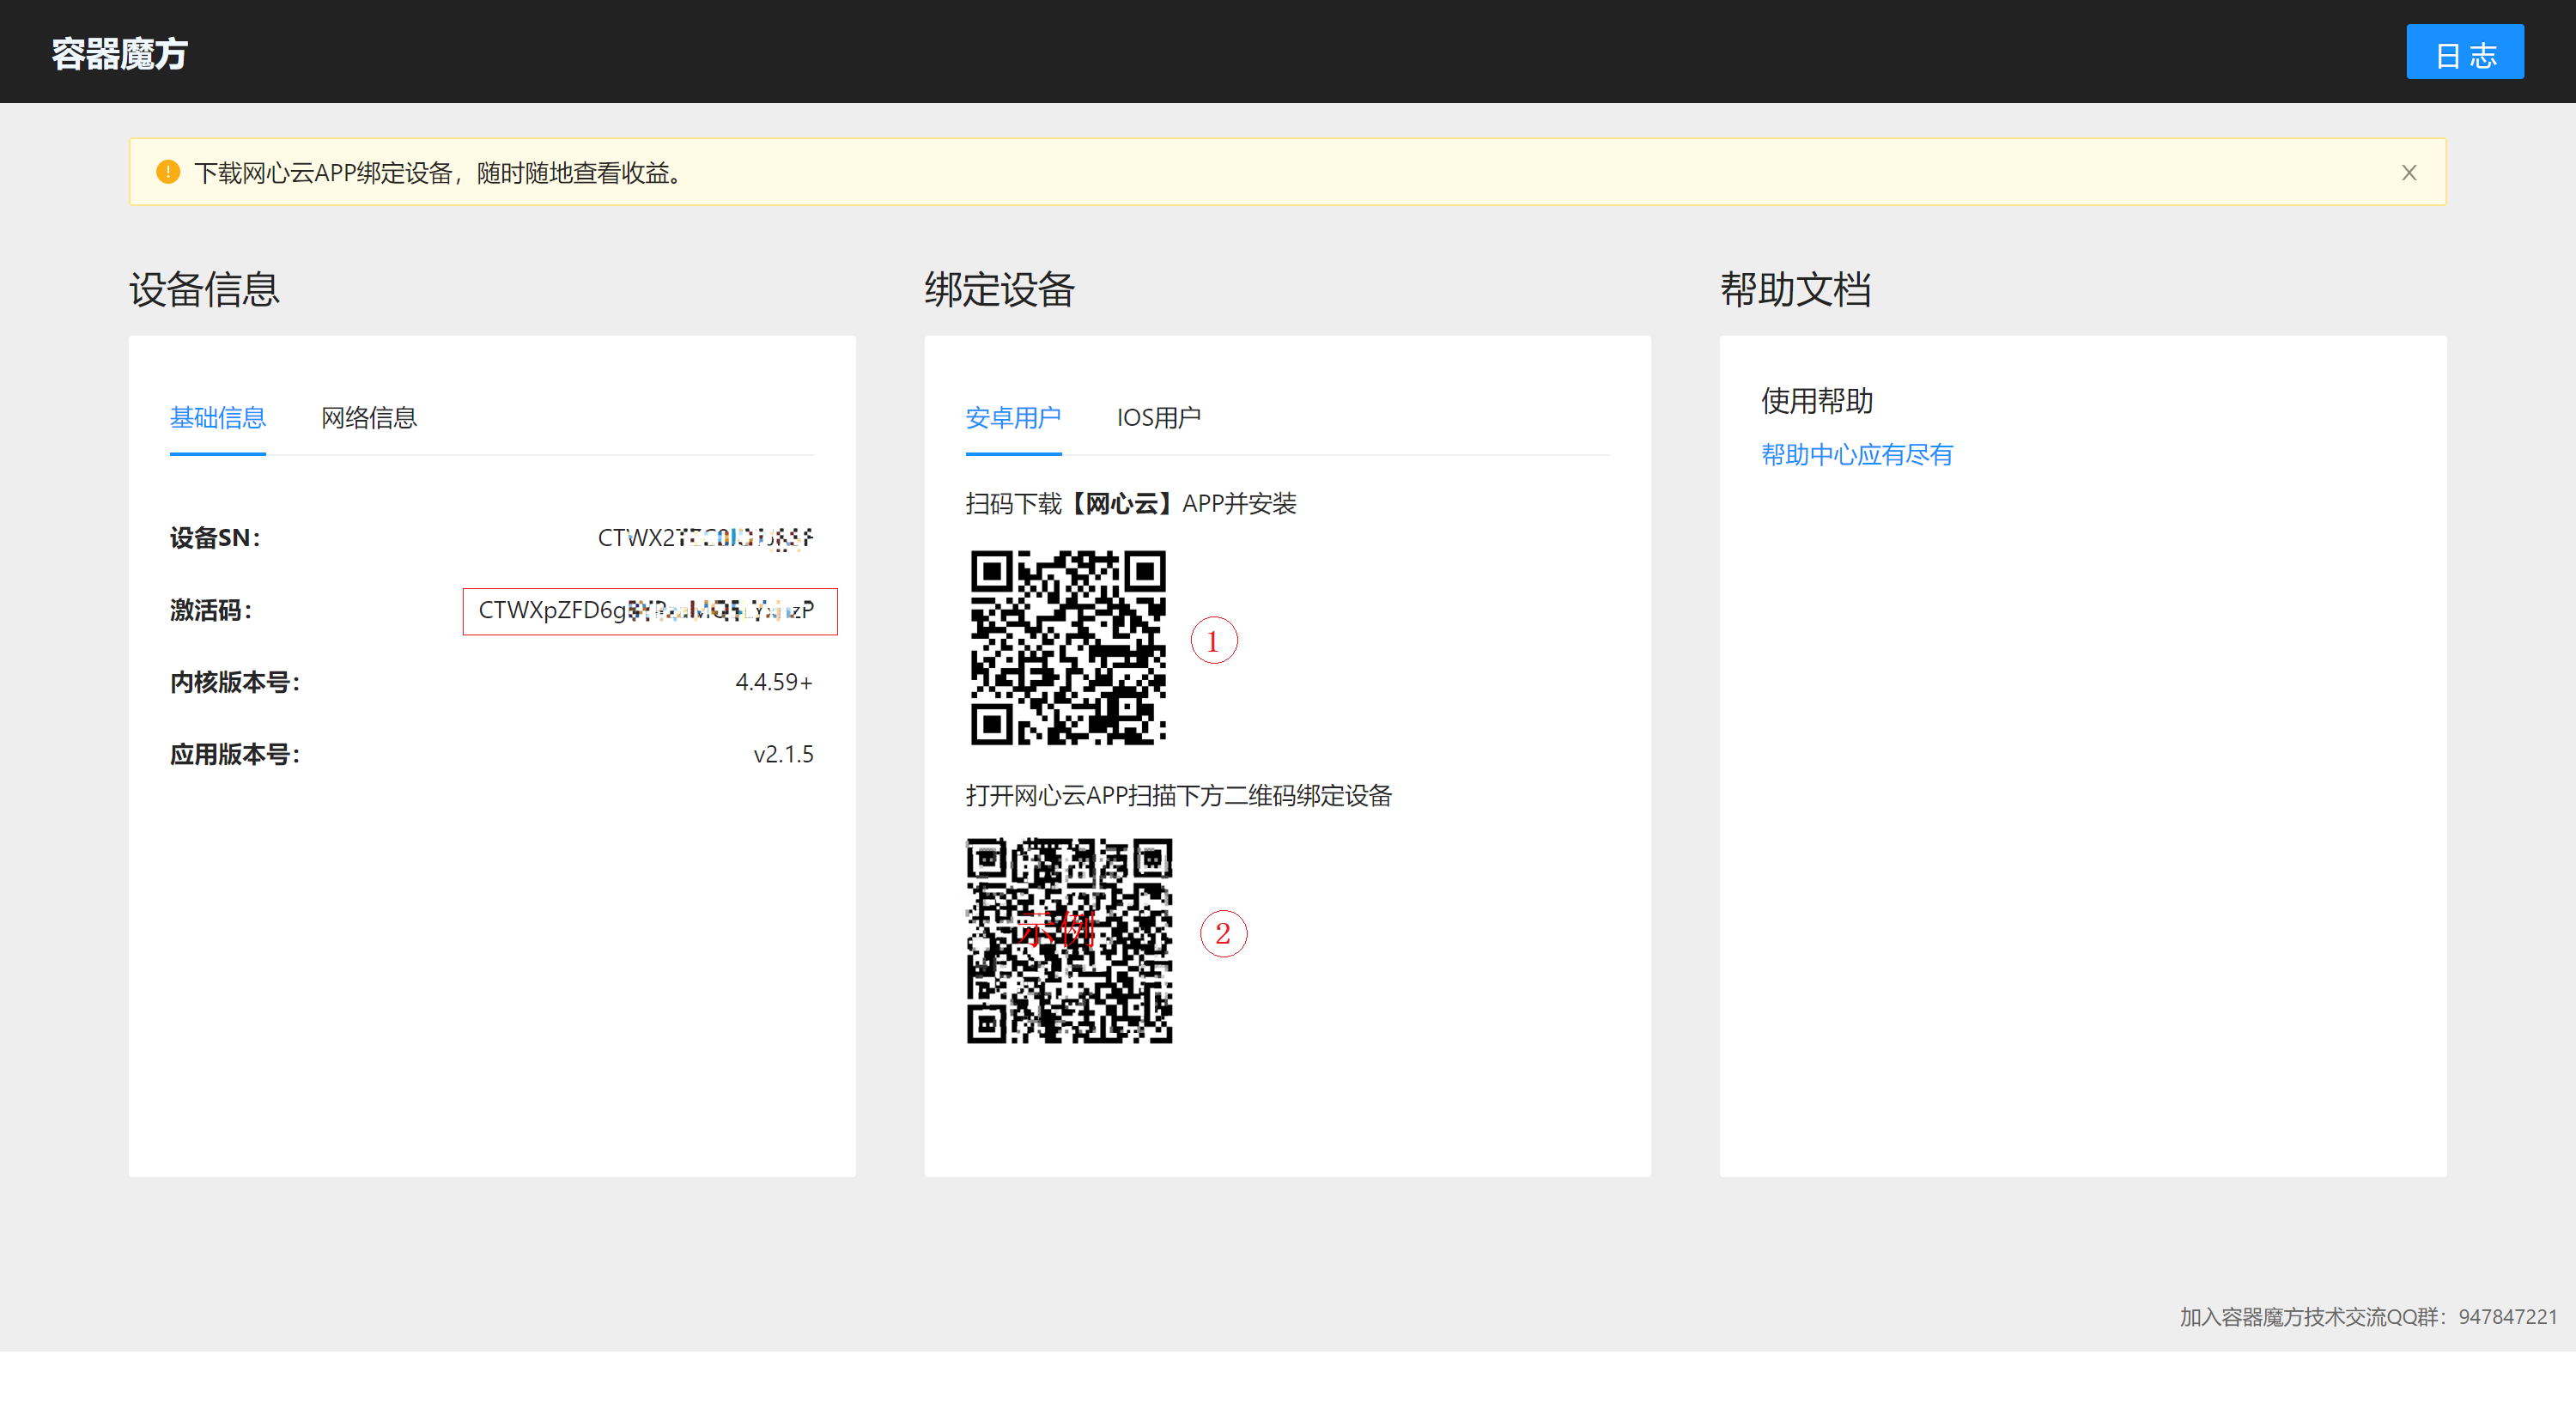 容器魔方
日 志
下载网心云APP绑定设备，随时随地查看收益。
设备信息
基础信息 网络信息
设备SN：
CTWX2
激活码：
CTWXpZFD6g
内核版本号：
4.4.59+
应用版本号：
v2.1.5
绑定设备
安卓用户 IOS用户
扫码下载【网心云】APP并安装
①
打开网心云APP扫描下方二维码绑定设备
示例
②
帮助文档
使用帮助
帮助中心应有尽有
加入容器魔方技术交流QQ群：947847221